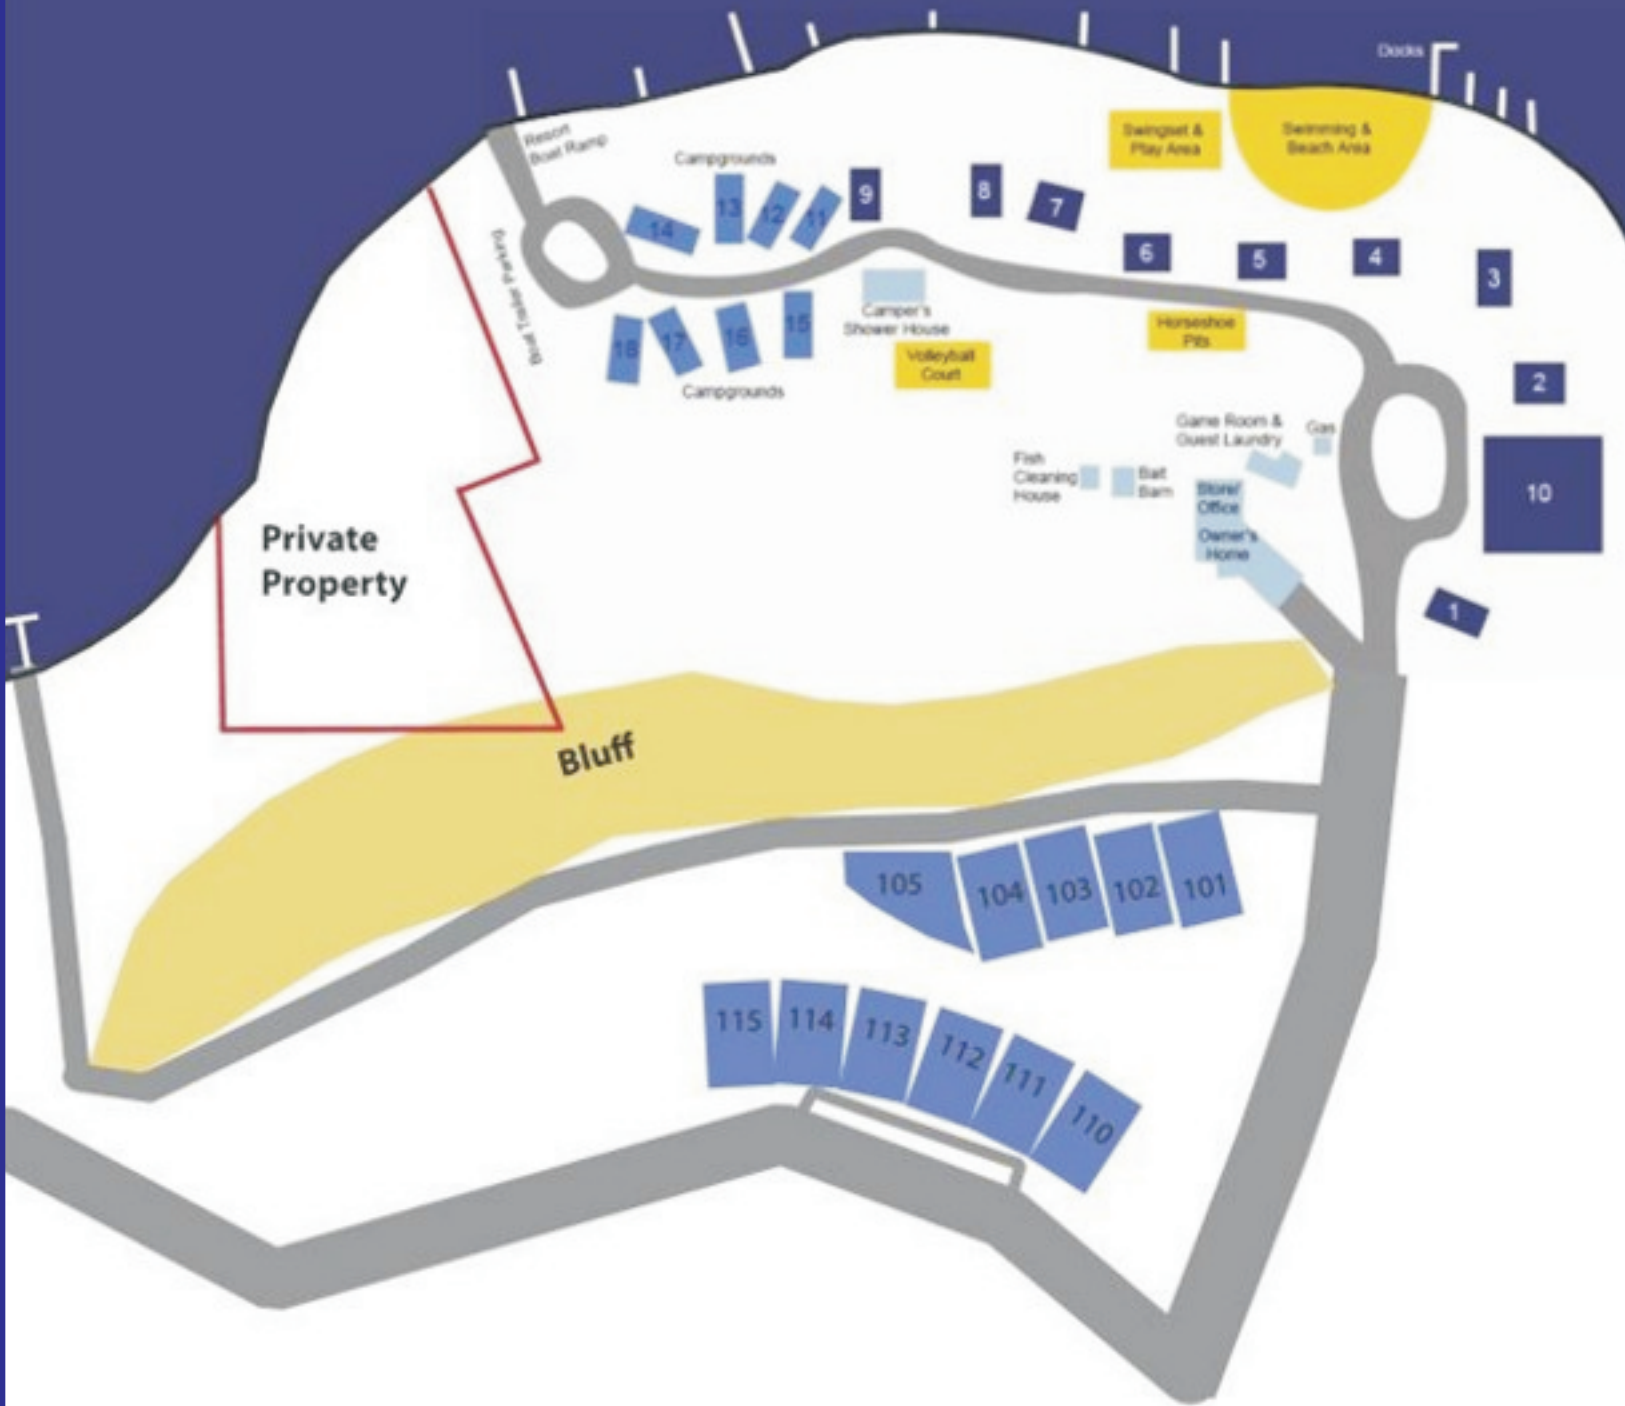 Docks
Resort
Boat Ramp
Swingset &
Play Area
Swimming &
Beach Area
Campgrounds
14
13
12
11
9
8
7
6
5
4
3
Boat Trailer Parking
18
17
16
15
Camper's
Shower House
Campgrounds
Volleyball
Court
Horseshoe
Pits
2
Game Room &
Guest Laundry
Gas
Fish
Cleaning
House
Bait
Barn
Store/
Office
Owner's
Home
10
1
Private
Property
Bluff
105
104
103
102
101
115
114
113
112
111
110